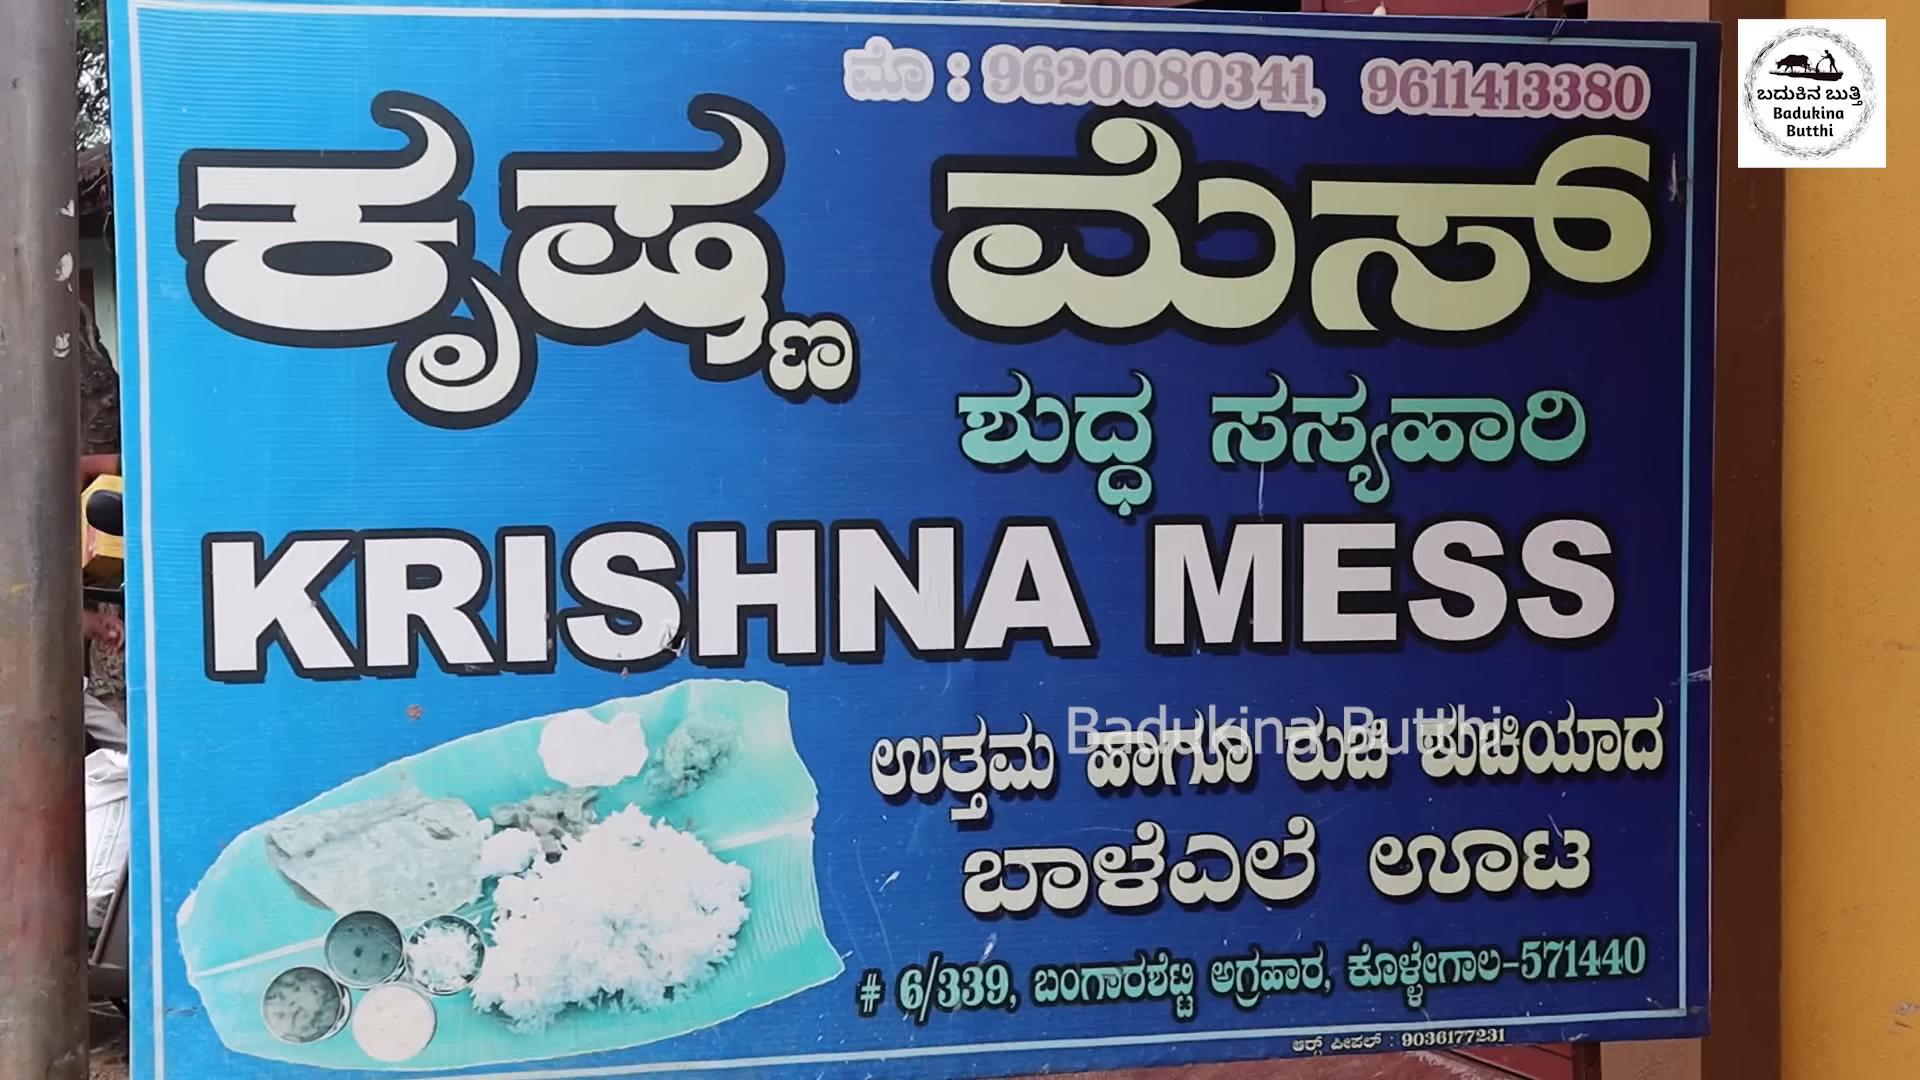 ಮೊ : 9620080341, 9611413380
ಬದುಕಿನ ಬುತ್ತಿ
Badukina
Butthi
ಕೃಷ್ಣ ಮೆಸ್
ಶುದ್ಧ ಸಸ್ಯಹಾರಿ
KRISHNA MESS
Badukina Butthi
ಉತ್ತಮ ಹಾಗೂ ರುಚಿ ಶುಚಿಯಾದ
ಬಾಳೆಎಲೆ ಊಟ
# 6/339, ಬಂಗಾರಶೆಟ್ಟಿ ಅಗ್ರಹಾರ, ಕೊಳ್ಳೇಗಾಲ-571440
ಆರ್ಟ್ ಪೀಪಲ್ : 9036177231